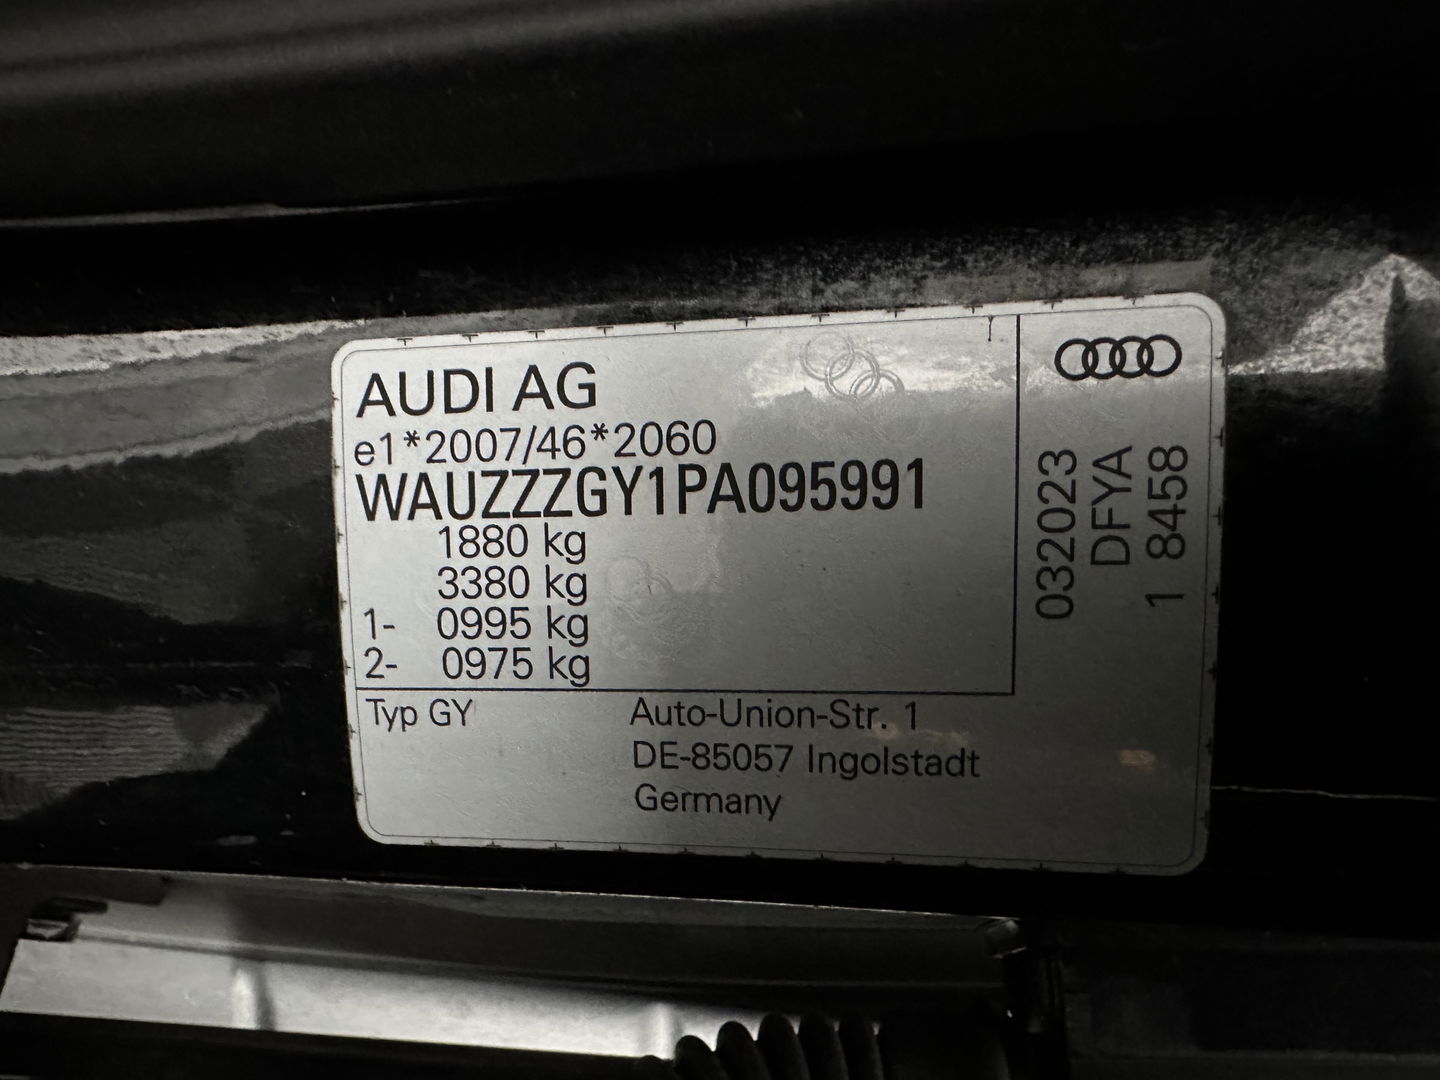 AUDI AG
e1*2007/46*2060
WAUZZZGY1PA095991
1880 kg
3380 kg
1- 0995 kg
2- 0975 kg
Typ GY
Auto-Union-Str. 1
DE-85057 Ingolstadt
Germany
032023
DFYA
1 8458